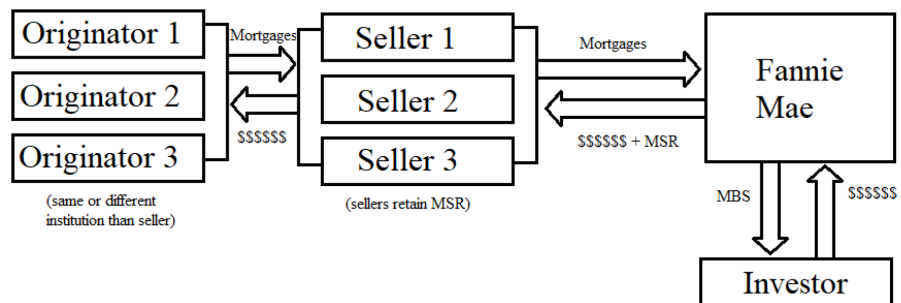 Originator 1
Originator 2
Originator 3
(same or different
institution than seller)
Mortgages
$$$$$$
Seller 1
Seller 2
Seller 3
(sellers retain MSR)
Mortgages
$$$$$$ + MSR
Fannie
Mae
MBS
$$$$$$
Investor